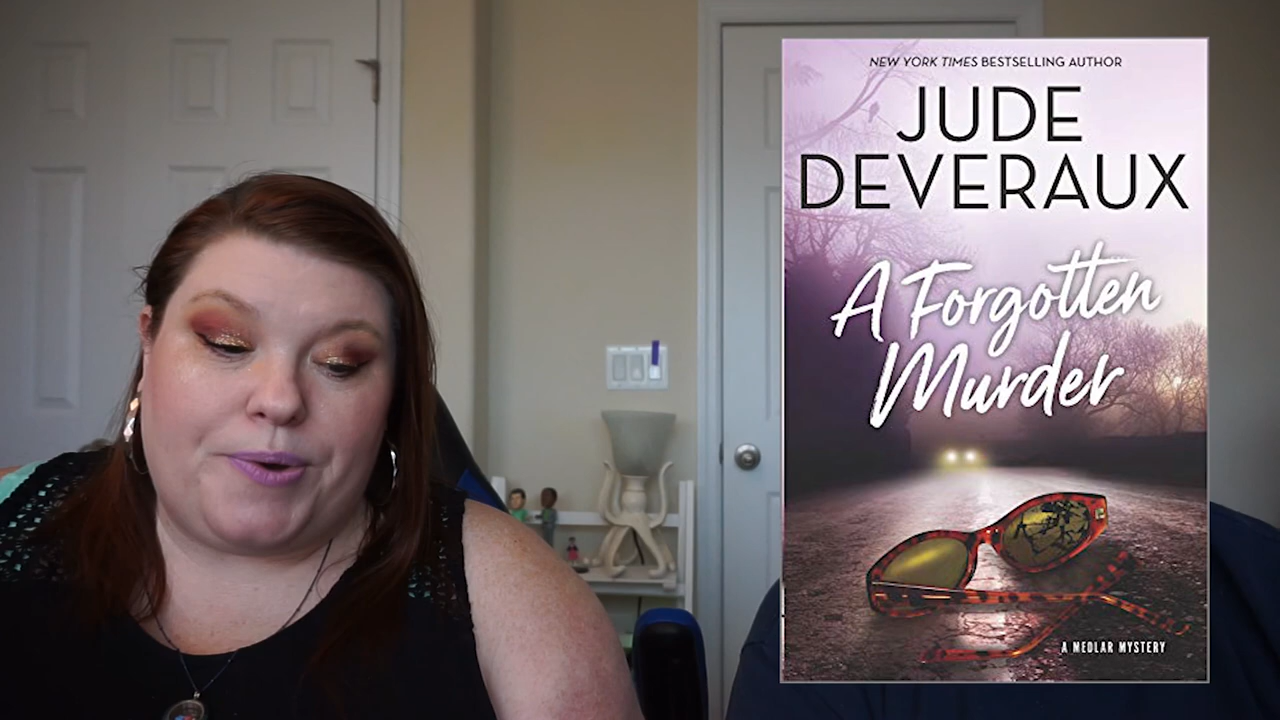 NEW YORK TIMES BESTSELLING AUTHOR
JUDE
DEVERAUX
A Forgotten
Murder
A MEDLAR MYSTERY